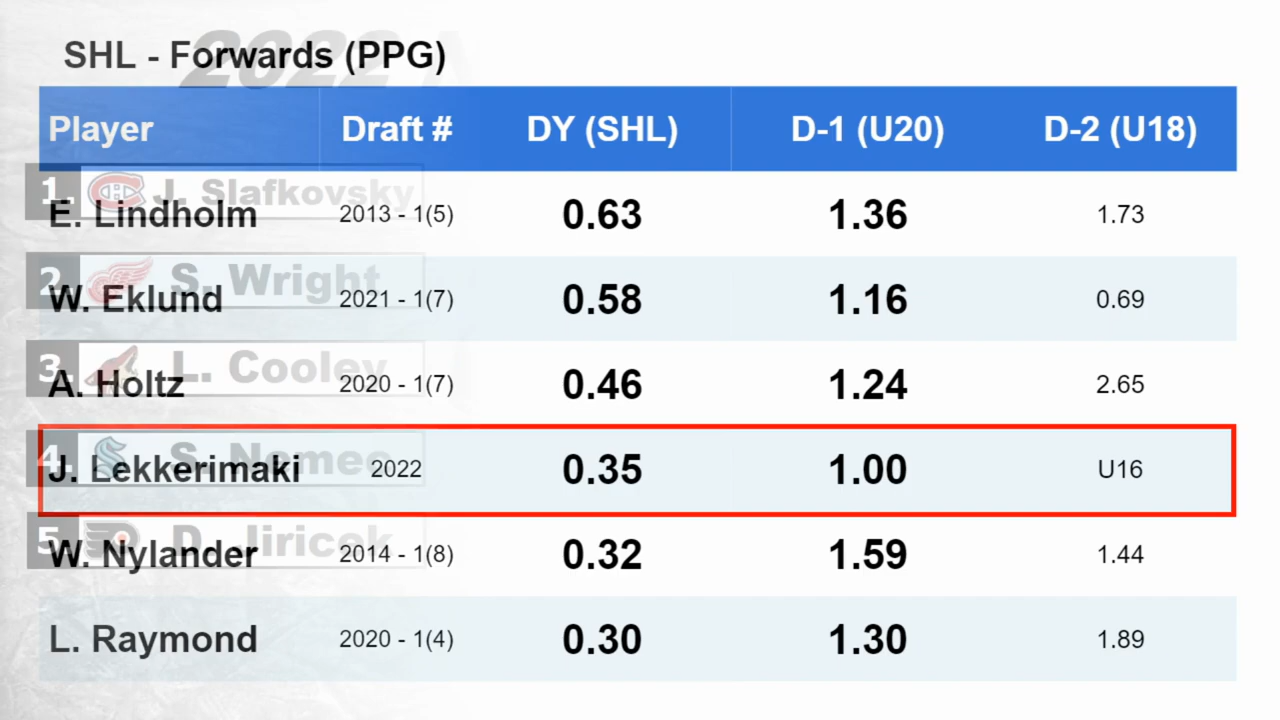 2022
SHL - Forwards (PPG)
Player Draft # DY (SHL) D-1 (U20) D-2 (U18)
1. J. Slafkovsky
E. Lindholm 2013 - 1(5) 0.63 1.36 1.73
2. S. Wright
W. Eklund 2021 - 1(7) 0.58 1.16 0.69
3. L. Cooley
A. Holtz 2020 - 1(7) 0.46 1.24 2.65
4. S. Nemec
J. Lekkerimaki 2022 0.35 1.00 U16
5. D. Jiricek
W. Nylander 2014 - 1(8) 0.32 1.59 1.44
L. Raymond 2020 - 1(4) 0.30 1.30 1.89